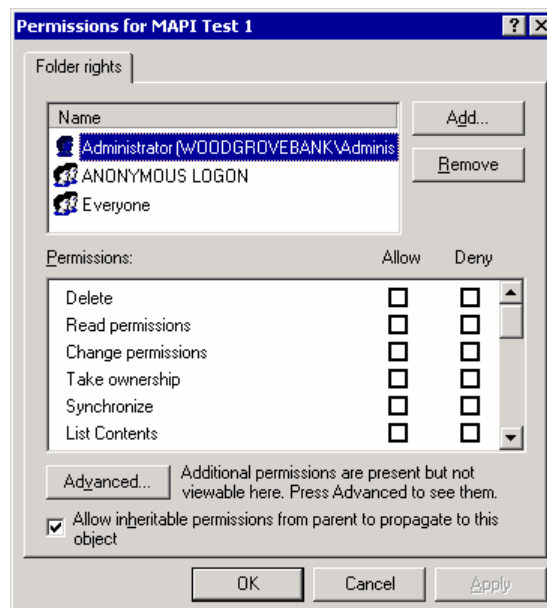 Permissions for MAPI Test 1
Folder rights
Name
Administrator (WOODGROVEBANK\Adminis
ANONYMOUS LOGON
Everyone
Add...
Remove
Permissions:
Allow
Deny
Delete
Read permissions
Change permissions
Take ownership
Synchronize
List Contents
Advanced...
Additional permissions are present but not
viewable here. Press Advanced to see them.
Allow inheritable permissions from parent to propagate to this
object
OK
Cancel
Apply